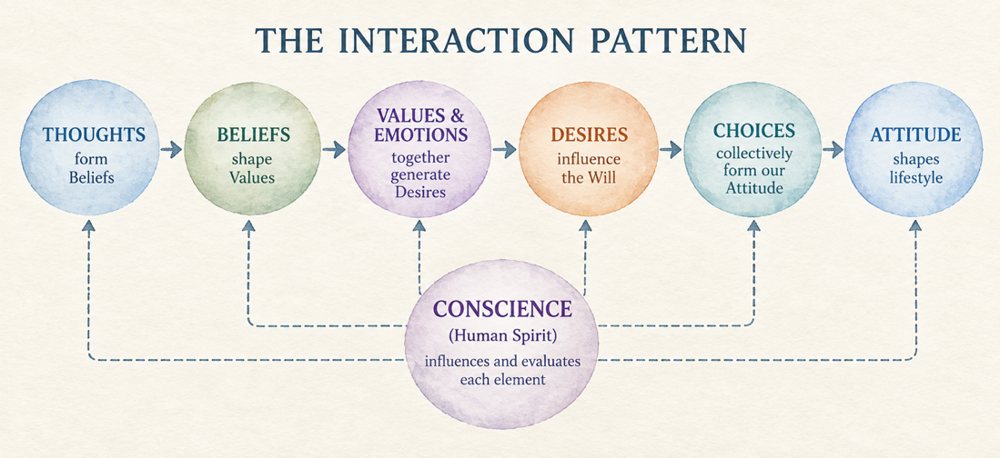 THE INTERACTION PATTERN
THOUGHTS
form
Beliefs
BELIEFS
shape
Values
VALUES &
EMOTIONS
together
generate
Desires
DESIRES
influence
the Will
CHOICES
collectively
form our
Attitude
ATTITUDE
shapes
lifestyle
CONSCIENCE
(Human Spirit)
influences and evaluates
each element